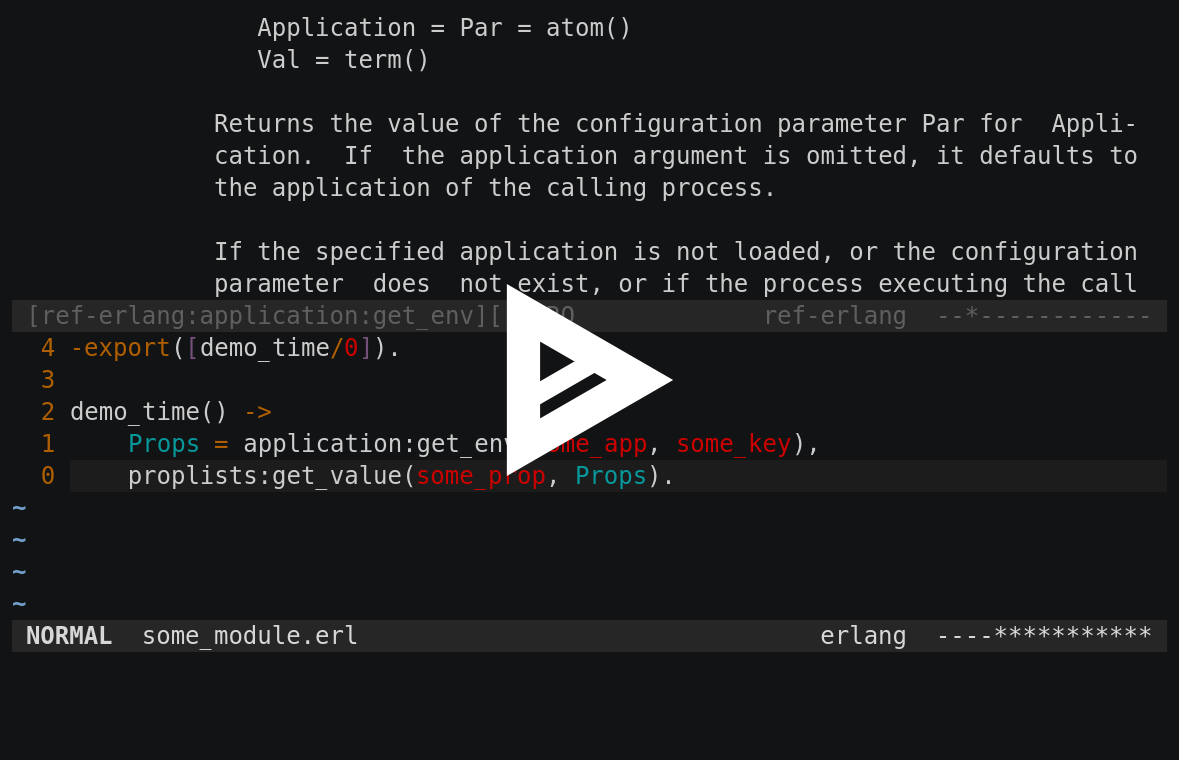 Application = Par = atom()
Val = term()
Returns the value of the configuration parameter Par for  Appli-
cation.  If  the application argument is omitted, it defaults to
the application of the calling process.
If the specified application is not loaded, or the configuration
parameter  does  not exist, or if the process executing the call
[ref-erlang:application:get_env][ ref-erlang  --*------------
4 -export([demo_time/0]).
3
2 demo_time() ->
1     Props = application:get_env some_app, some_key),
0     proplists:get_value(some_prop, Props).
~
~
~
~
NORMAL  some_module.erl erlang  ----***********